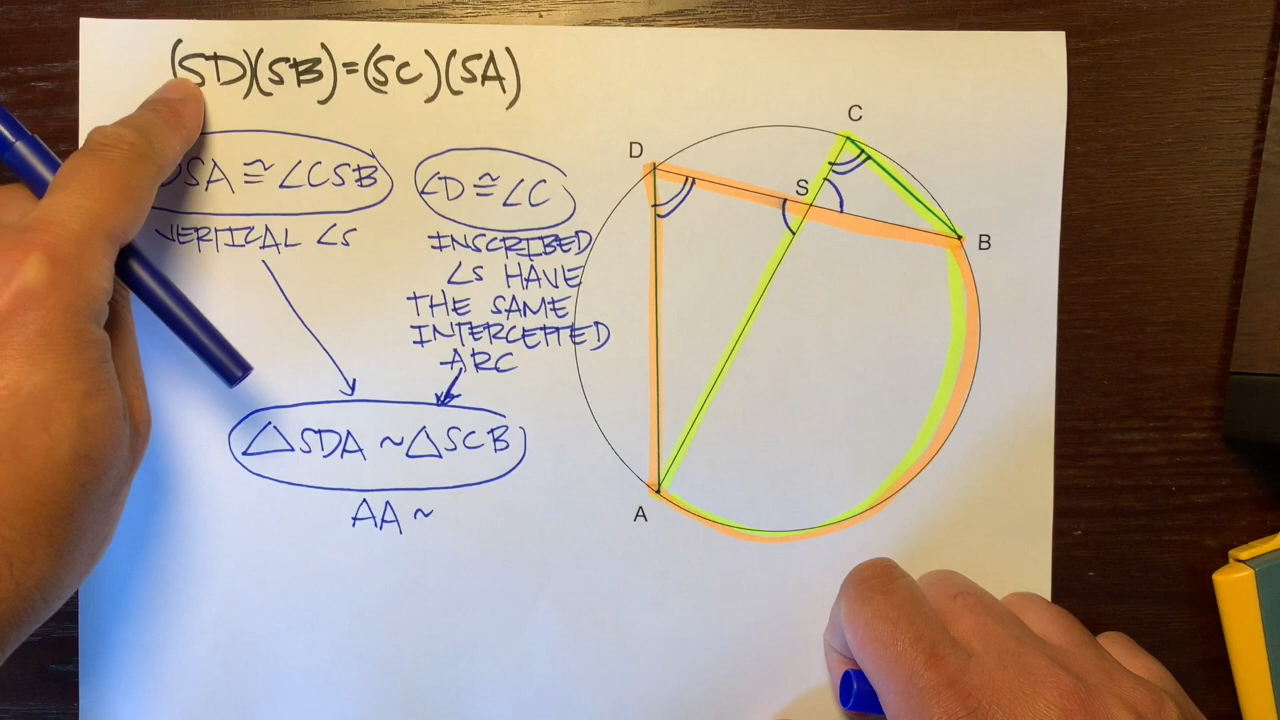 (SD)(SB)=(SC)(SA)
SA ≅ ∠CSB
∠D ≅ ∠C
VERTICAL ∠S
INSCRIBED
∠S HAVE
THE SAME
INTERCEPTED
ARC
△SDA ~ △SCB
AA ~
D
C
S
B
A